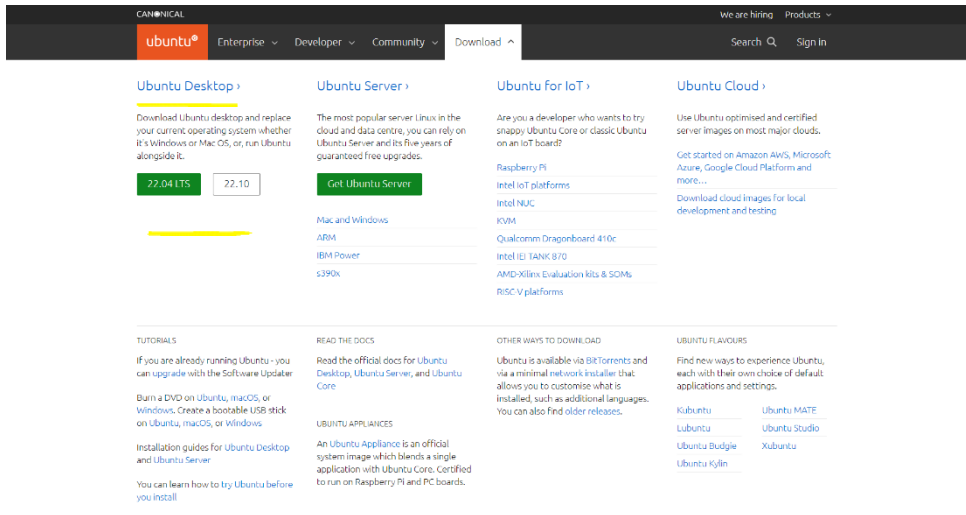 CANONICAL
We are hiring Products
ubuntu® Enterprise Developer Community Download Search Sign in
Ubuntu Desktop ›
Download Ubuntu desktop and replace
your current operating system whether
it's Windows or Mac OS, or, run Ubuntu
alongside it.
22.04 LTS 22.10
Ubuntu Server ›
The most popular server Linux in the
cloud and data centre, you can rely on
Ubuntu Server and its five years of
guaranteed free upgrades.
Get Ubuntu Server
Mac and Windows
ARM
IBM Power
s390x
Ubuntu for IoT ›
Are you a developer who wants to try
snappy Ubuntu Core or classic Ubuntu
on an IoT board?
Raspberry Pi
Intel IoT platforms
Intel NUC
KVM
Qualcomm Dragonboard 410c
Intel IEI TANK 870
AMD-Xilinx Evaluation kits & SOMs
RISC-V platforms
Ubuntu Cloud ›
Use Ubuntu optimised and certified
server images on most major clouds.
Get started on Amazon AWS, Microsoft
Azure, Google Cloud Platform and
more...
Download cloud images for local
development and testing
TUTORIALS
If you are already running Ubuntu - you
can upgrade with the Software Updater
Burn a DVD on Ubuntu, macOS, or
Windows. Create a bootable USB stick
on Ubuntu, macOS, or Windows
Installation guides for Ubuntu Desktop
and Ubuntu Server
You can learn how to try Ubuntu before
you install
READ THE DOCS
Read the official docs for Ubuntu
Desktop, Ubuntu Server, and Ubuntu
Core
UBUNTU APPLIANCES
An Ubuntu Appliance is an official
system image which blends a single
application with Ubuntu Core. Certified
to run on Raspberry Pi and PC boards.
OTHER WAYS TO DOWNLOAD
Ubuntu is available via BitTorrents and
via a minimal network installer that
allows you to customise what is
installed, such as additional languages.
You can also find older releases.
UBUNTU FLAVOURS
Find new ways to experience Ubuntu,
each with their own choice of default
applications and settings.
Kubuntu Ubuntu MATE
Lubuntu Ubuntu Studio
Ubuntu Budgie Xubuntu
Ubuntu Kylin